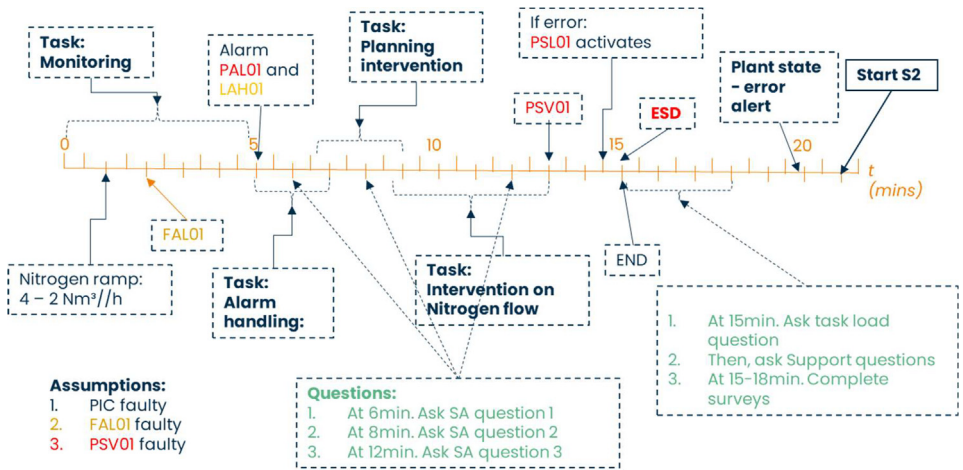 Task:
Monitoring
Alarm
PAL01 and
LAH01
Task:
Planning
intervention
If error:
PSL01 activates
PSV01
ESD
Plant state
- error
alert
Start S2
0
5
10
15
20
t
(mins)
FAL01
Nitrogen ramp:
4 – 2 Nm³//h
Task:
Alarm
handling:
Task:
Intervention on
Nitrogen flow
END
1. At 15min. Ask task load
question
2. Then, ask Support questions
3. At 15-18min. Complete
surveys
Assumptions:
1. PIC faulty
2. FAL01 faulty
3. PSV01 faulty
Questions:
1. At 6min. Ask SA question 1
2. At 8min. Ask SA question 2
3. At 12min. Ask SA question 3